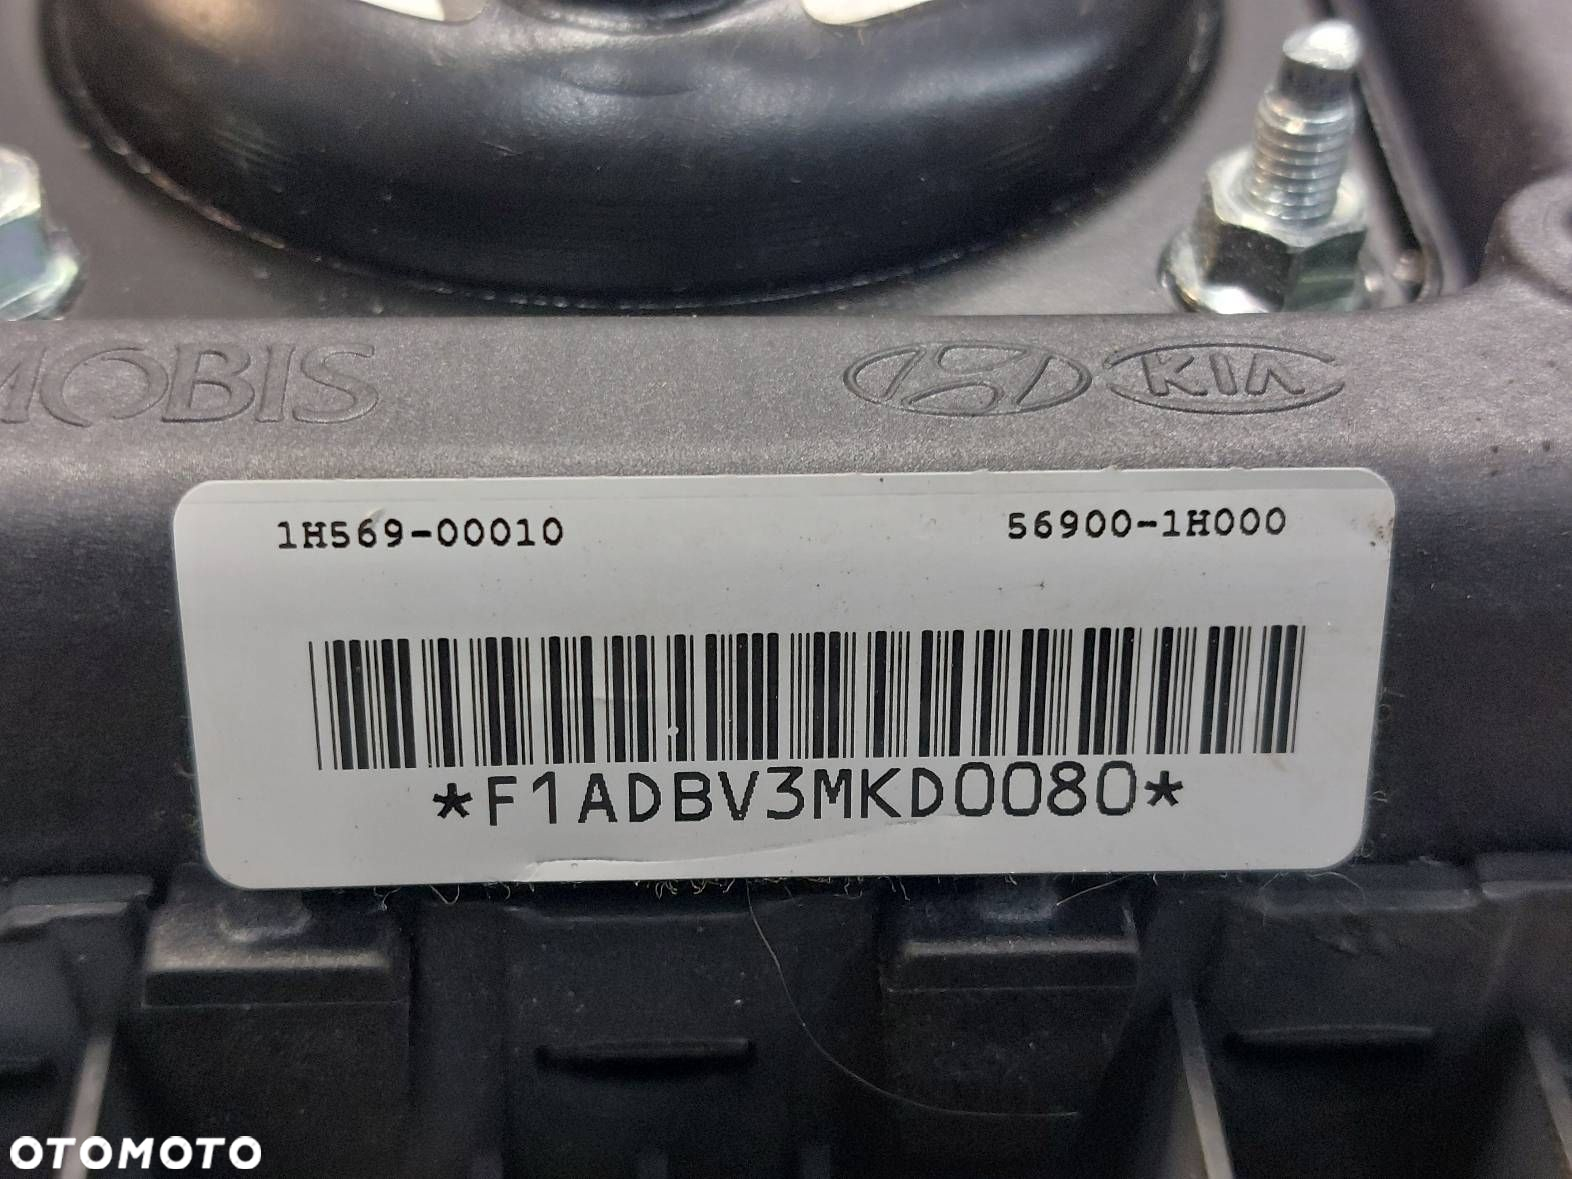 MOBIS
KIA
1H569-00010 56900-1H000
*F1ADBV3MKD0080*
OTOMOTO